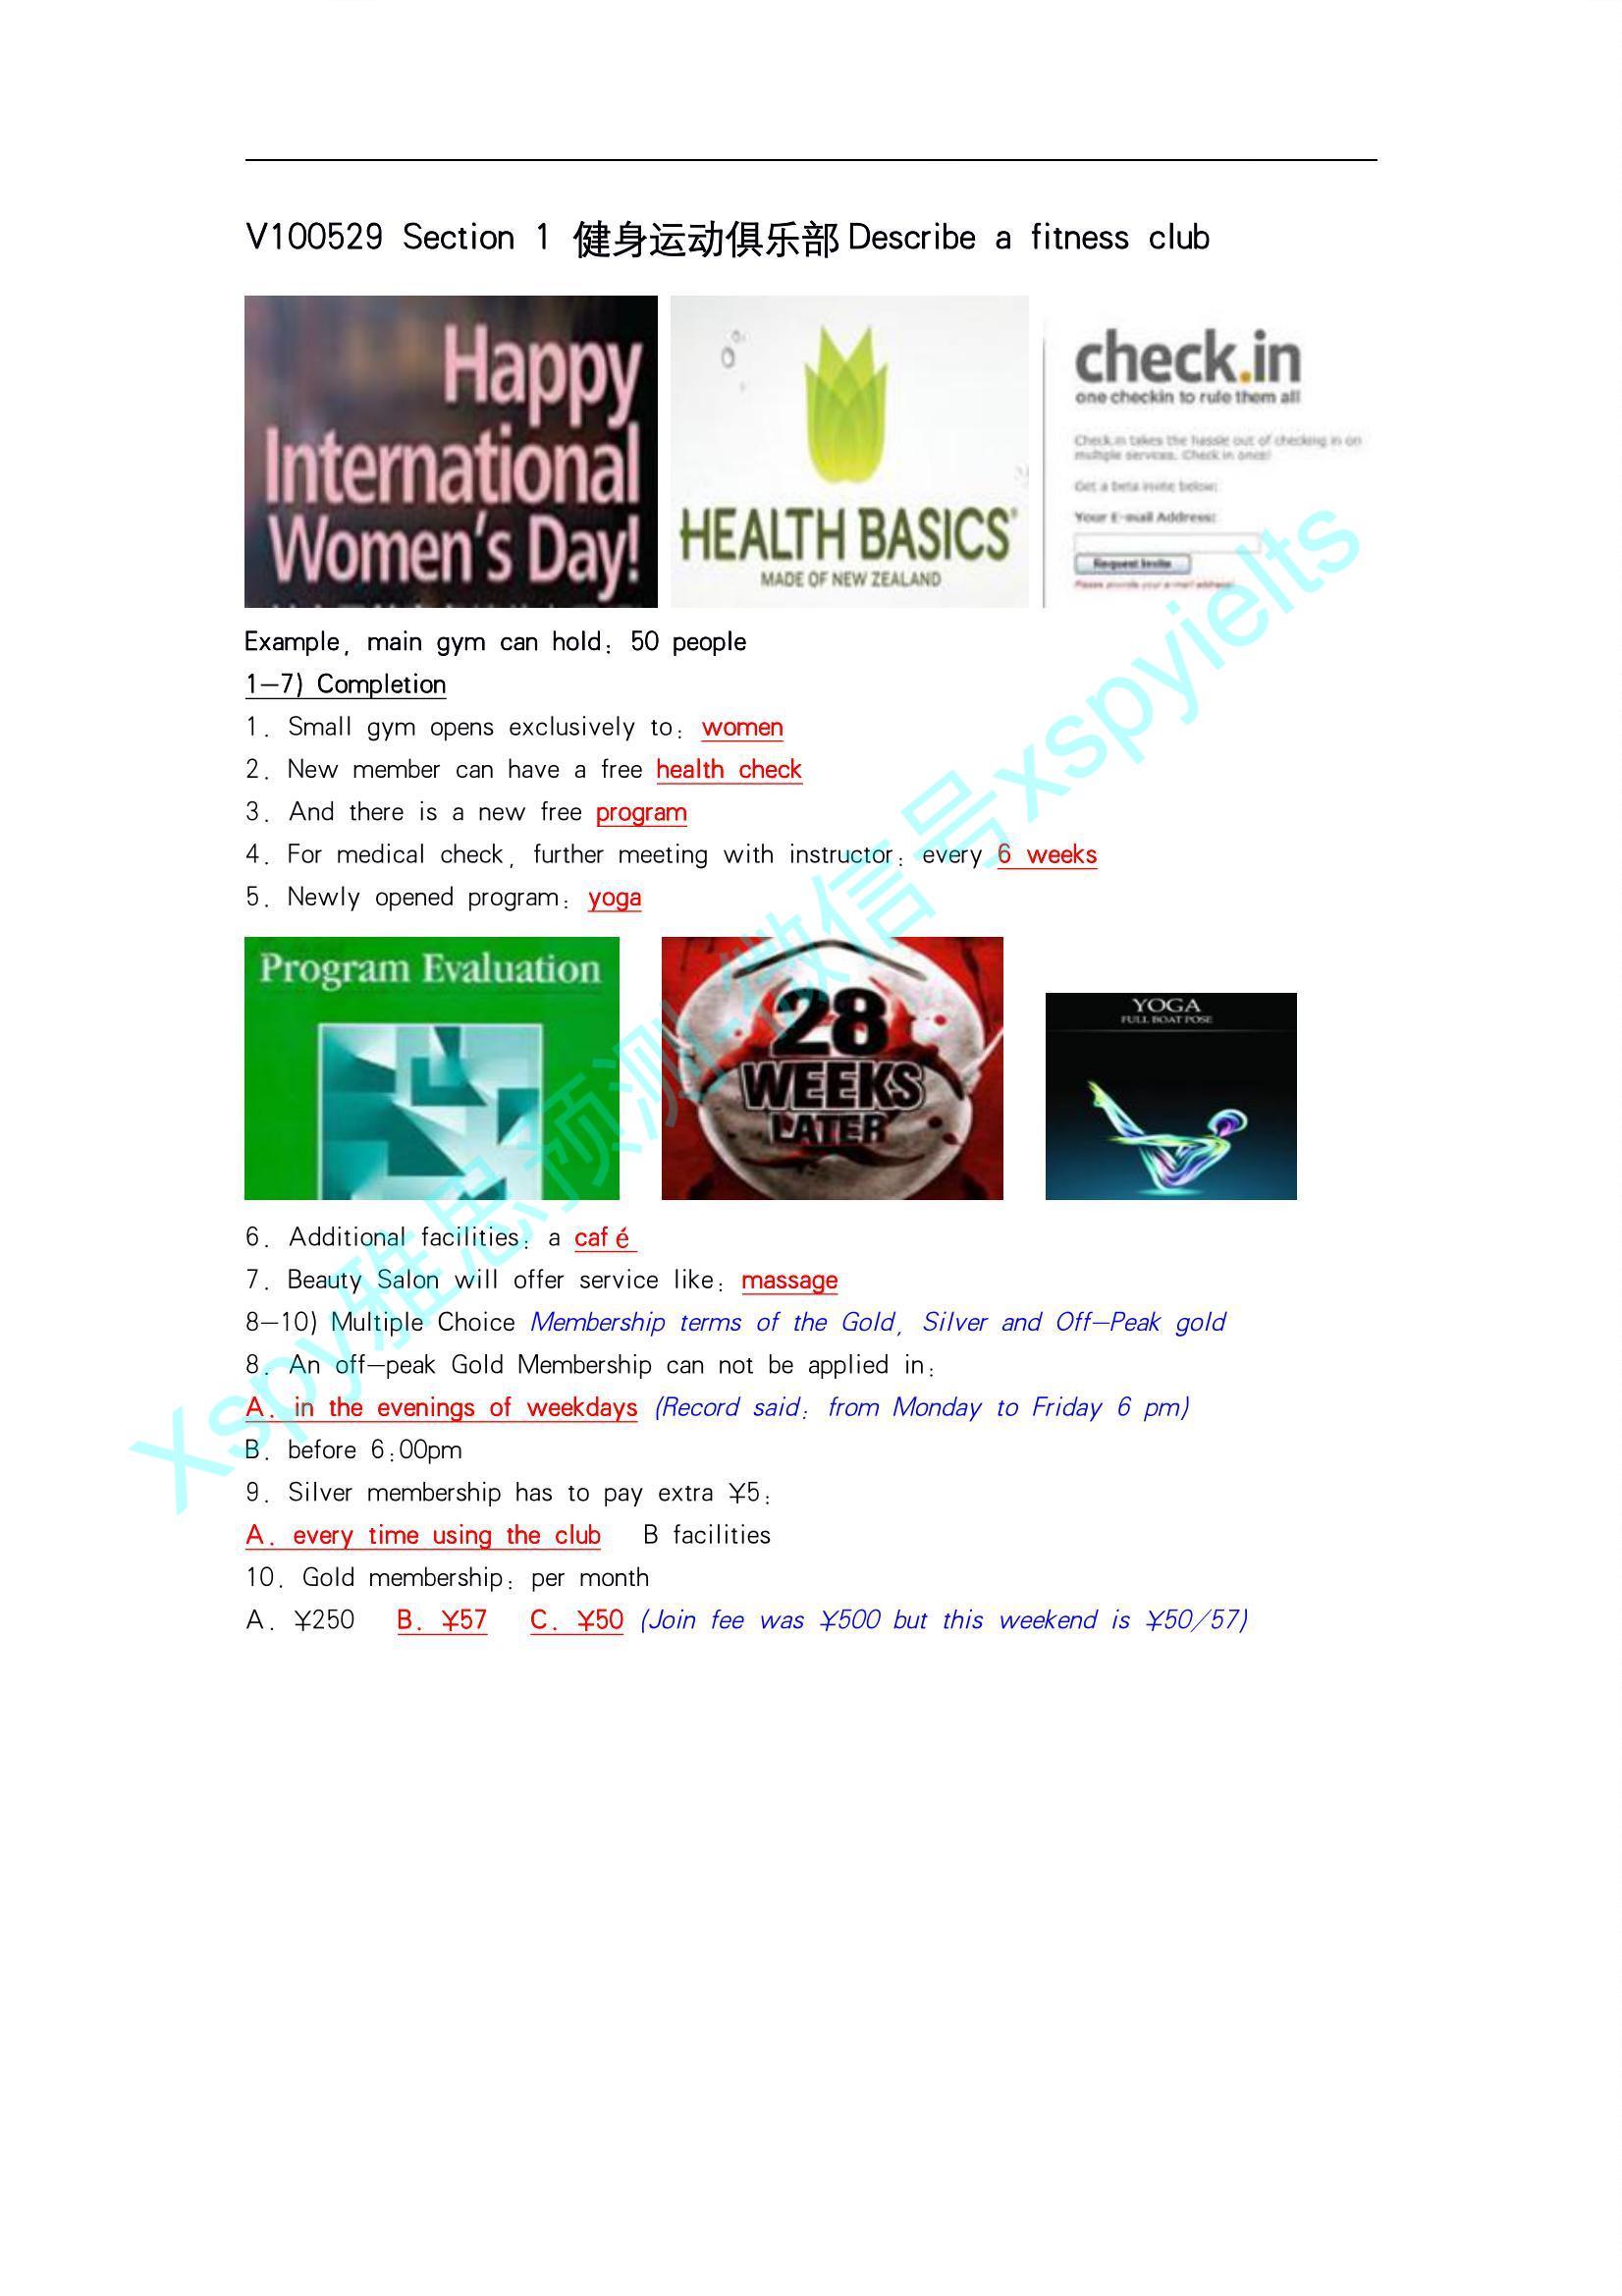 V100529 Section 1 健身运动俱乐部Describe a fitness club
Happy
International
Women's Day!
HEALTH BASICS
MADE OF NEW ZEALAND
check.in
one checkin to rule them all
Check.in takes the hassle out of checking in on
multiple services. Check in once!
Get a beta invite below:
Your E-mail Address:
Request Invite
Please provide your e-mail address!
Example, main gym can hold: 50 people
1-7) Completion
1. Small gym opens exclusively to: women
2. New member can have a free health check
3. And there is a new free program
4. For medical check, further meeting with instructor: every 6 weeks
5. Newly opened program: yoga
Program Evaluation
28
WEEKS
LATER
YOGA
FULL BOAT POSE
6. Additional facilities: a café
7. Beauty Salon will offer service like: massage
8-10) Multiple Choice Membership terms of the Gold, Silver and Off-Peak gold
8. An off-peak Gold Membership can not be applied in:
A. in the evenings of weekdays (Record said: from Monday to Friday 6 pm)
B. before 6:00pm
9. Silver membership has to pay extra ¥5:
A. every time using the club B facilities
10. Gold membership: per month
A. ¥250 B. ¥57 C. ¥50 (Join fee was ¥500 but this weekend is ¥50/57)
Xspy雅思预测-微信号xspyielts